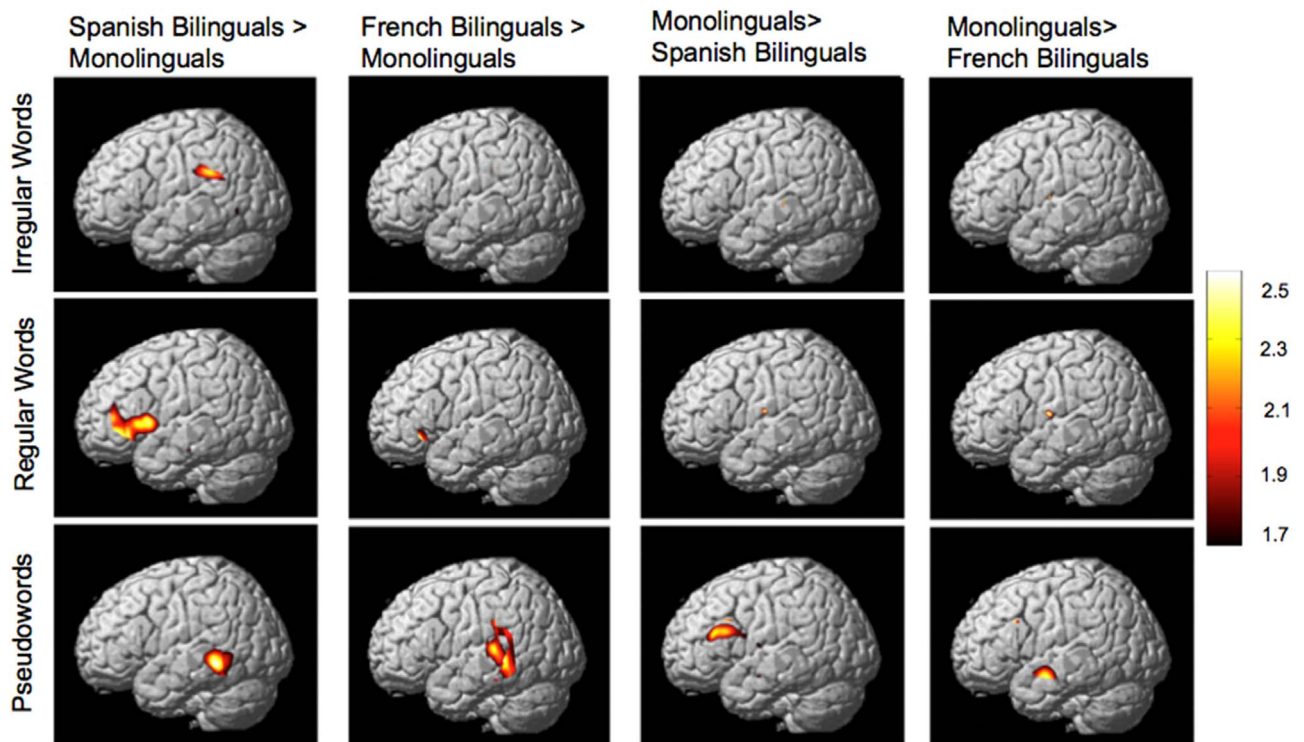 Spanish Bilinguals >
Monolinguals
French Bilinguals >
Monolinguals
Monolinguals>
Spanish Bilinguals
Monolinguals>
French Bilinguals
Irregular Words
Regular Words
Pseudowords
2.5
2.3
2.1
1.9
1.7